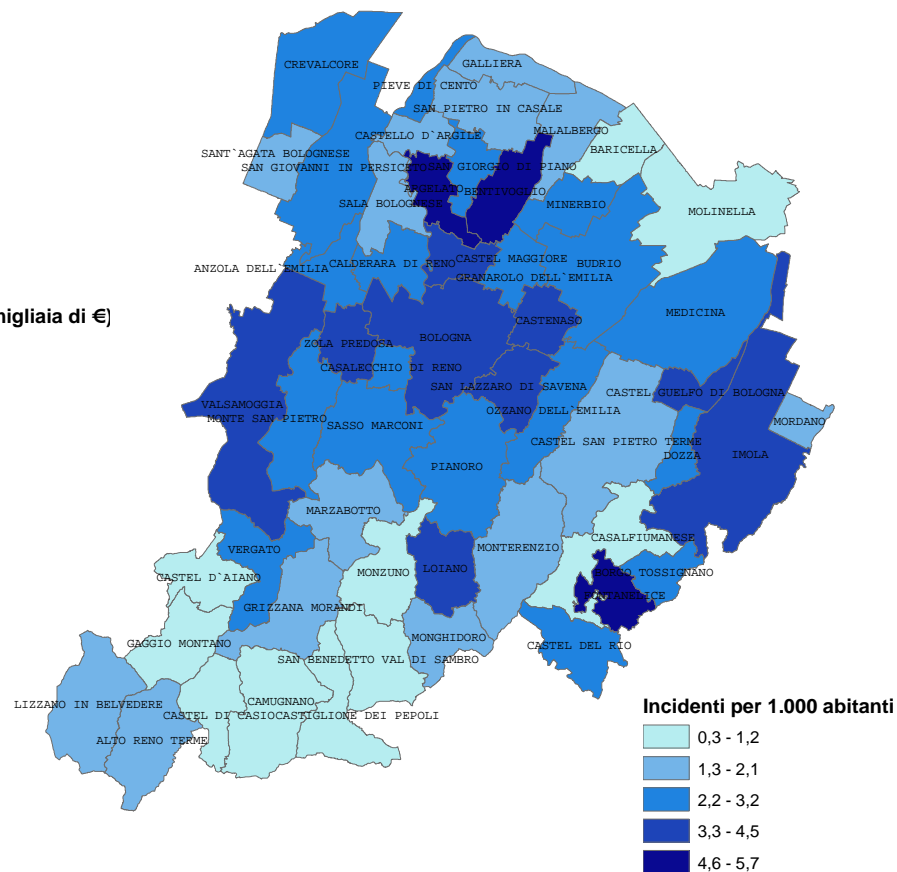 CREVALCORE
GALLIERA
PIEVE DI CENTO
SAN PIETRO IN CASALE
MALALBERGO
CASTELLO D`ARGILE
BARICELLA
SANT`AGATA BOLOGNESE
SAN GIOVANNI IN PERSICETO
SAN GIORGIO DI PIANO
ARGELATO
BENTIVOGLIO
SALA BOLOGNESE
MINERBIO
MOLINELLA
ANZOLA DELL`EMILIA
CALDERARA DI RENO
CASTEL MAGGIORE
BUDRIO
GRANAROLO DELL`EMILIA
migliaia di €)
MEDICINA
CASTENASO
ZOLA PREDOSA
BOLOGNA
CASALECCHIO DI RENO
SAN LAZZARO DI SAVENA
CASTEL GUELFO DI BOLOGNA
VALSAMOGGIA
MONTE SAN PIETRO
OZZANO DELL`EMILIA
MORDANO
SASSO MARCONI
CASTEL SAN PIETRO TERME
DOZZA
IMOLA
PIANORO
MARZABOTTO
CASALFIUMANESE
VERGATO
MONTERENZIO
CASTEL D`AIANO
MONZUNO
LOIANO
BORGO TOSSIGNANO
FONTANELICE
GRIZZANA MORANDI
GAGGIO MONTANO
MONGHIDORO
CASTEL DEL RIO
SAN BENEDETTO VAL DI SAMBRO
LIZZANO IN BELVEDERE
CAMUGNANO
CASTEL DI CASIO
CASTIGLIONE DEI PEPOLI
ALTO RENO TERME
Incidenti per 1.000 abitanti
0,3 - 1,2
1,3 - 2,1
2,2 - 3,2
3,3 - 4,5
4,6 - 5,7